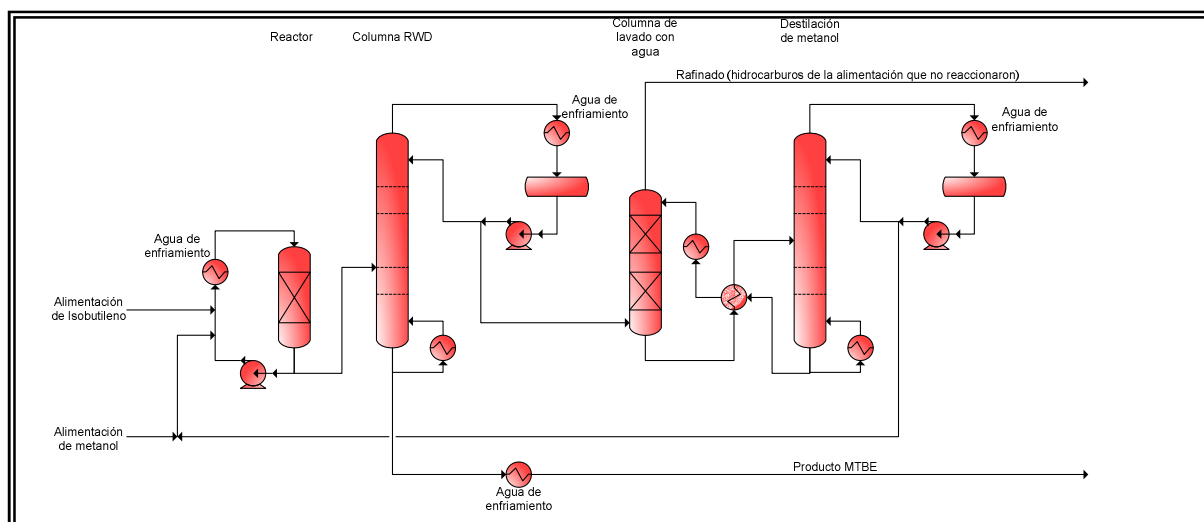 Reactor
Columna RWD
Columna de
lavado con
agua
Destilación
de metanol
Rafinado (hidrocarburos de la alimentación que no reaccionaron)
Agua de
enfriamiento
Agua de
enfriamiento
Agua de
enfriamiento
Alimentación
de Isobutileno
Alimentación
de metanol
Producto MTBE
Agua de
enfriamiento